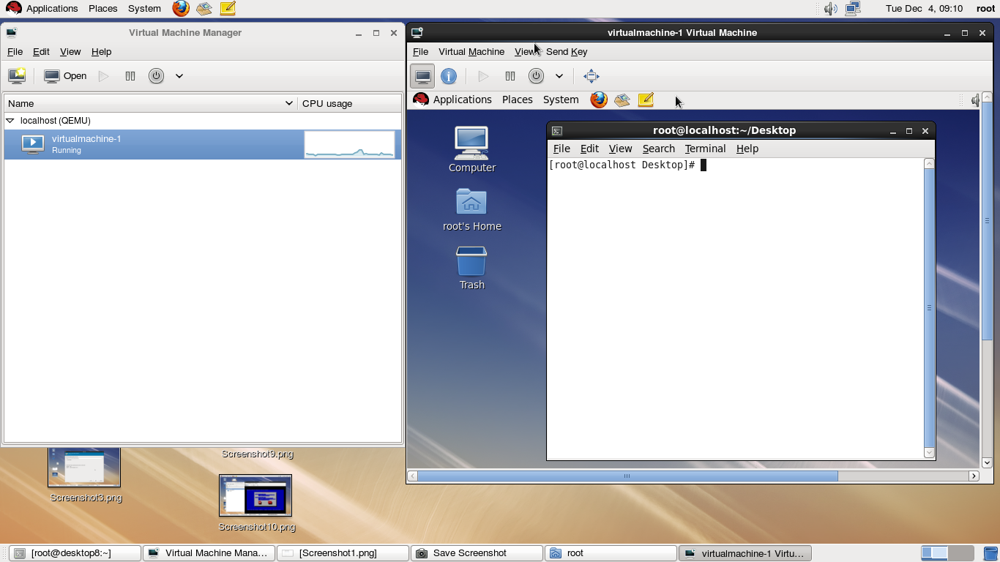 Applications Places System Tue Dec 4, 09:10 root
Virtual Machine Manager
File Edit View Help
Open
Name CPU usage
localhost (QEMU)
virtualmachine-1
Running
virtualmachine-1 Virtual Machine
File Virtual Machine View Send Key
Applications Places System
Computer
root's Home
Trash
root@localhost:~/Desktop
File Edit View Search Terminal Help
[root@localhost Desktop]#
Screenshot9.png
Screenshot3.png
Screenshot10.png
[root@desktop8:~] Virtual Machine Mana... [Screenshot1.png] Save Screenshot root virtualmachine-1 Virtu...